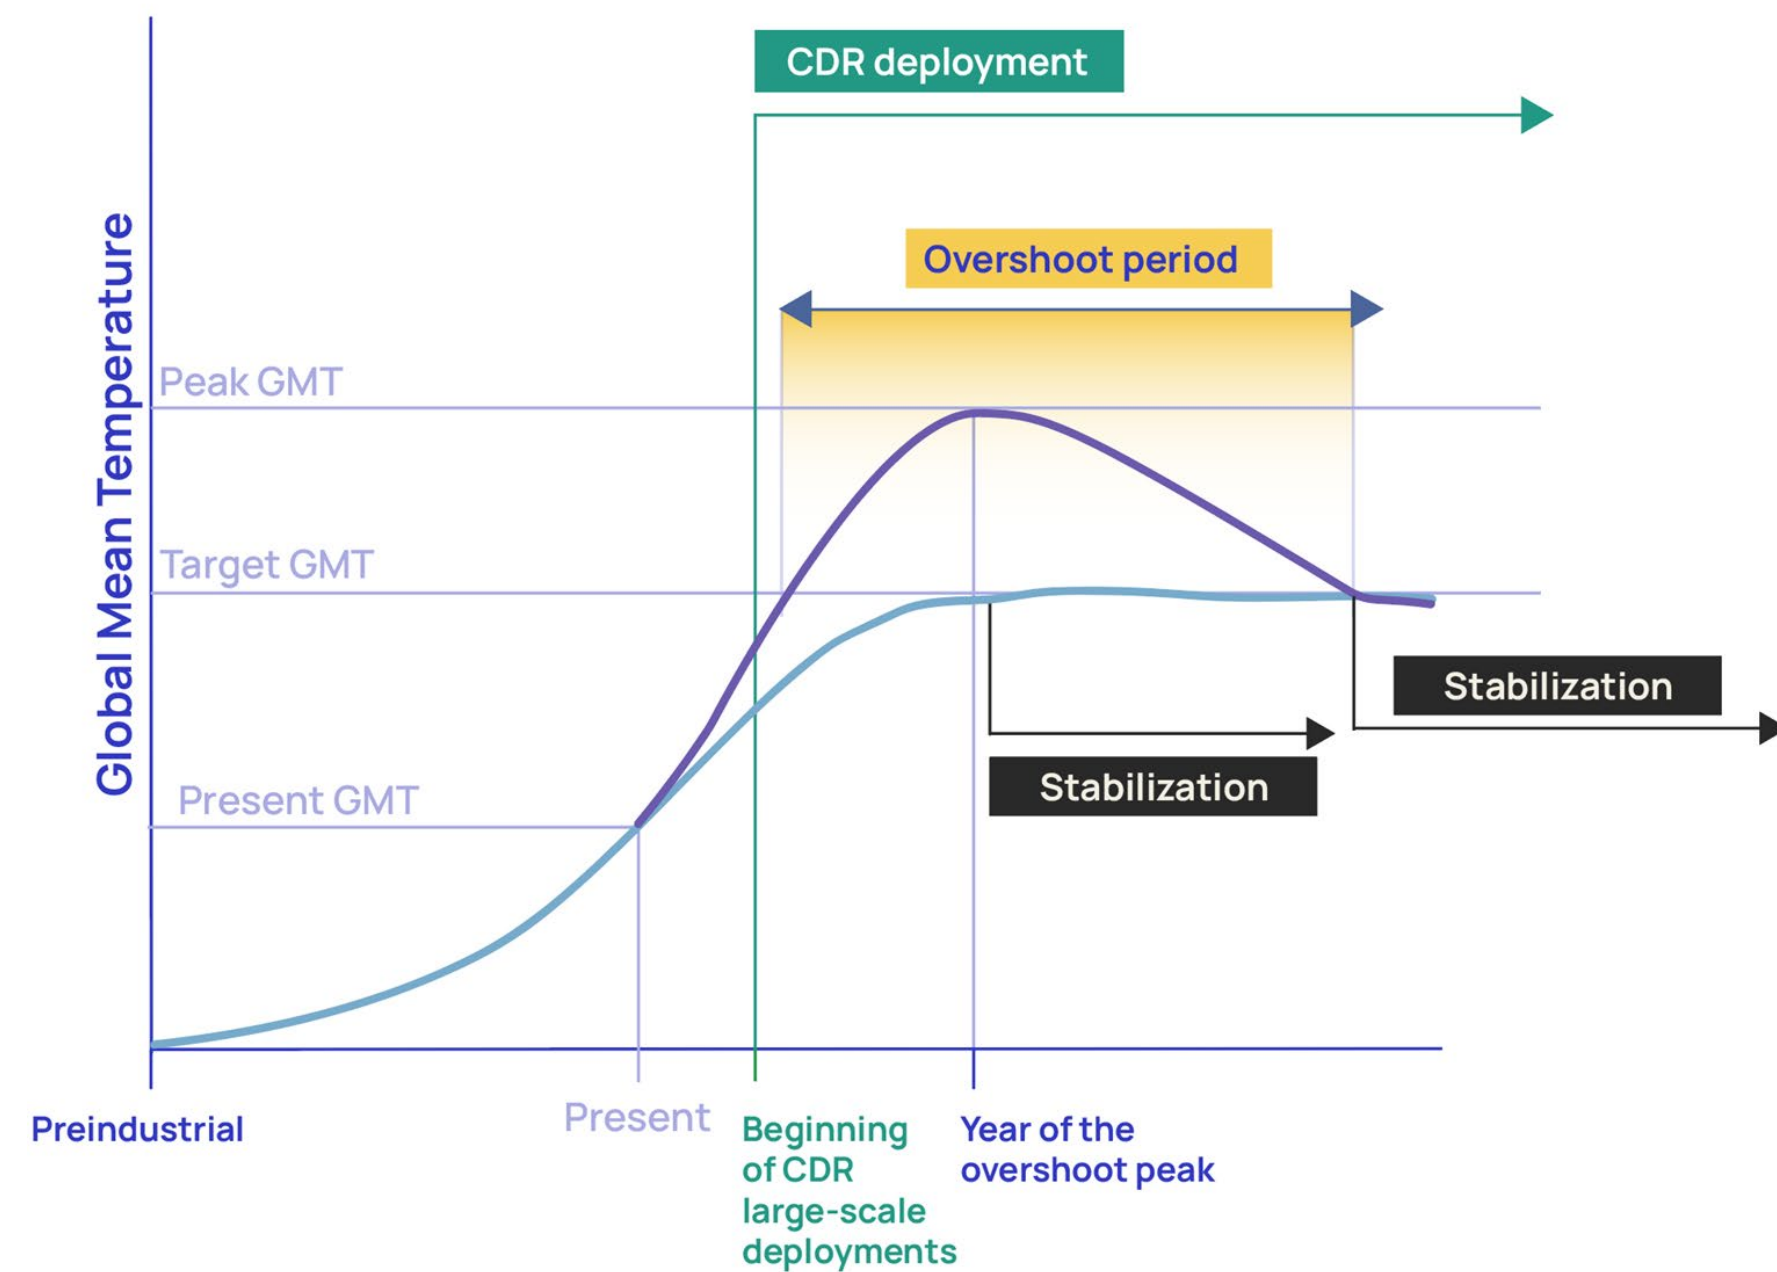 CDR deployment
Overshoot period
Global Mean Temperature
Peak GMT
Target GMT
Present GMT
Stabilization
Stabilization
Preindustrial
Present
Beginning
of CDR
large-scale
deployments
Year of the
overshoot peak